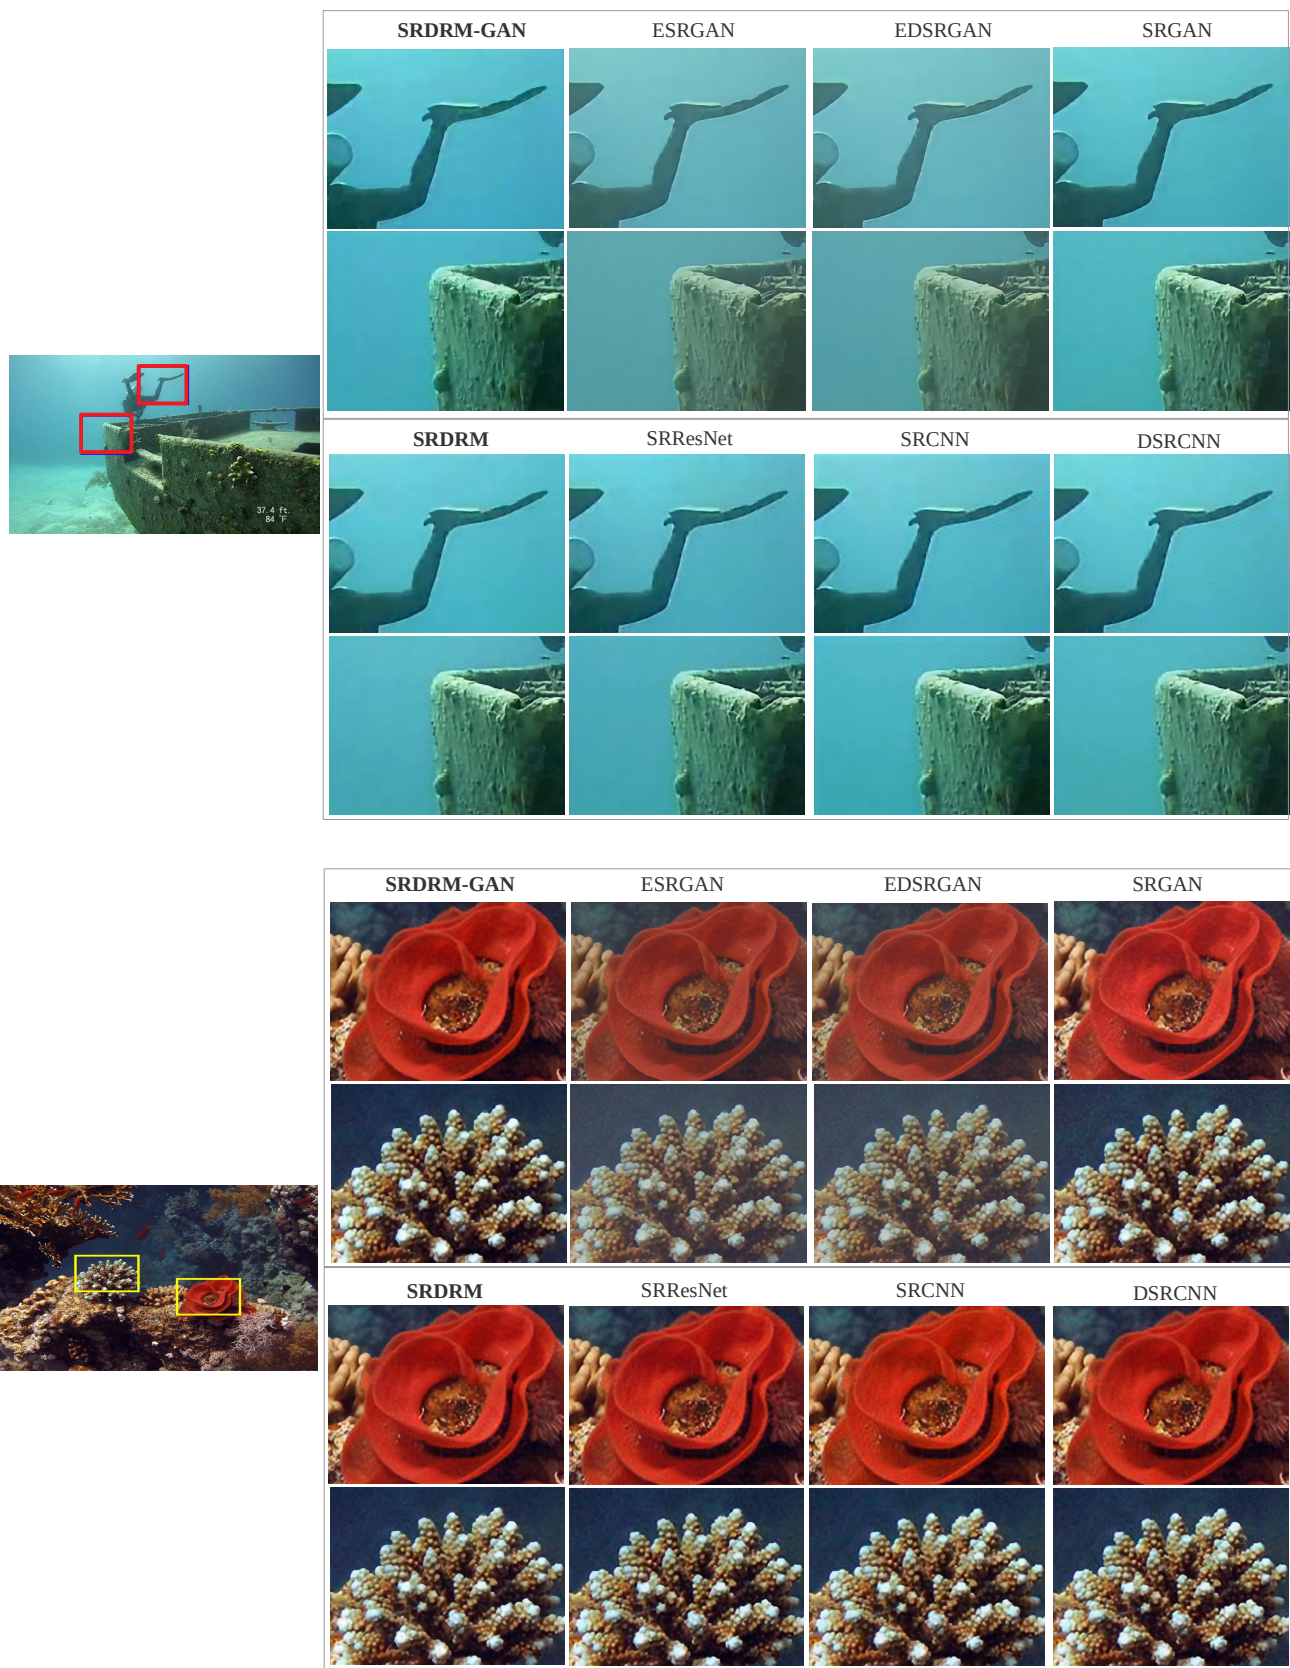 SRDRM-GAN ESRGAN EDSRGAN SRGAN
37.4 ft.
84 °F
SRDRM SRResNet SRCNN DSRCNN
SRDRM-GAN ESRGAN EDSRGAN SRGAN
SRDRM SRResNet SRCNN DSRCNN